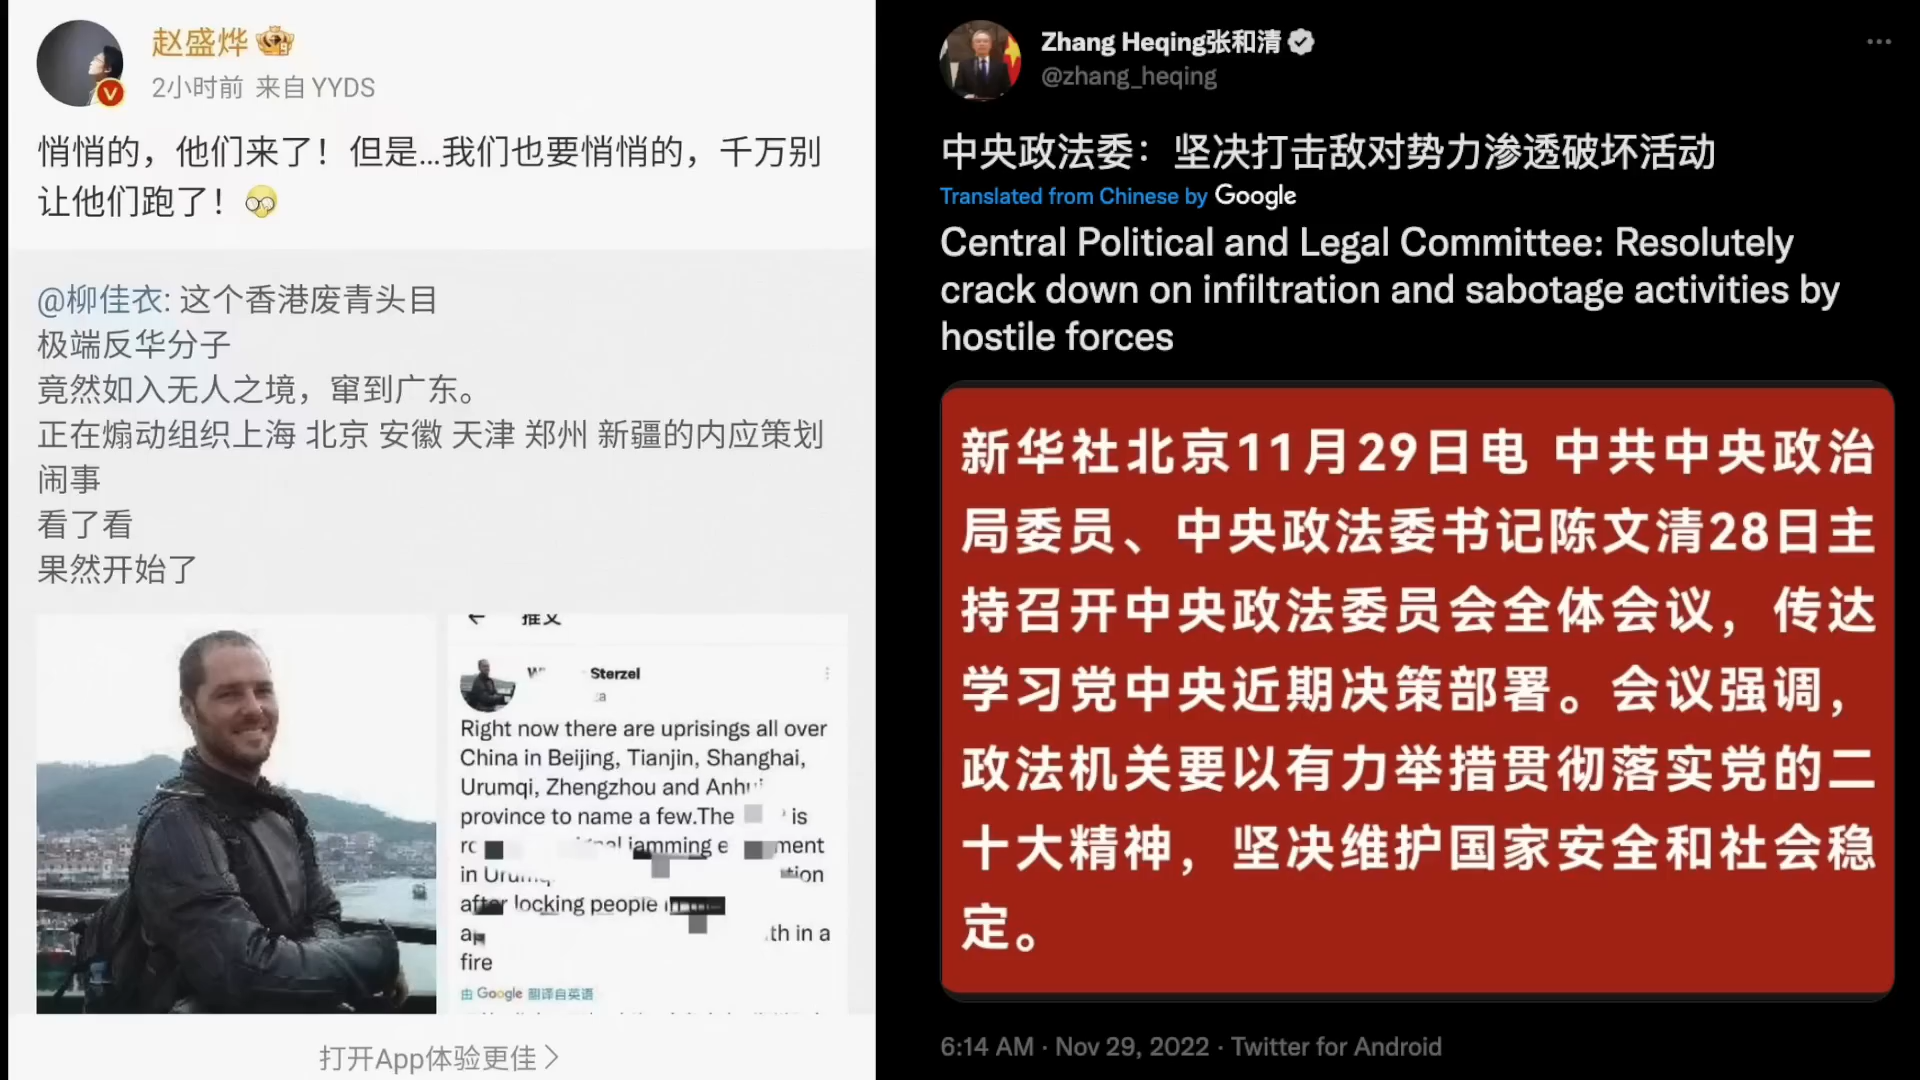 赵盛烨
2小时前 来自 YYDS
悄悄的，他们来了！但是...我们也要悄悄的，千万别
让他们跑了！
@柳佳衣: 这个香港废青头目
极端反华分子
竟然如入无人之境，窜到广东。
正在煽动组织上海 北京 安徽 天津 郑州 新疆的内应策划
闹事
看了看
果然开始了
推文
Sterzel
Right now there are uprisings all over
China in Beijing, Tianjin, Shanghai,
Urumqi, Zhengzhou and Anhui
province to name a few.The is
jamming
in
after locking people in the
in a
fire
由 Google 翻译自英语
打开App体验更佳
Zhang Heqing张和清
@zhang_heqing
中央政法委：坚决打击敌对势力渗透破坏活动
Translated from Chinese by Google
Central Political and Legal Committee: Resolutely
crack down on infiltration and sabotage activities by
hostile forces
新华社北京11月29日电 中共中央政治
局委员、中央政法委书记陈文清28日主
持召开中央政法委员会全体会议，传达
学习党中央近期决策部署。会议强调，
政法机关要以有力举措贯彻落实党的二
十大精神，坚决维护国家安全和社会稳
定。
6:14 AM · Nov 29, 2022 · Twitter for Android